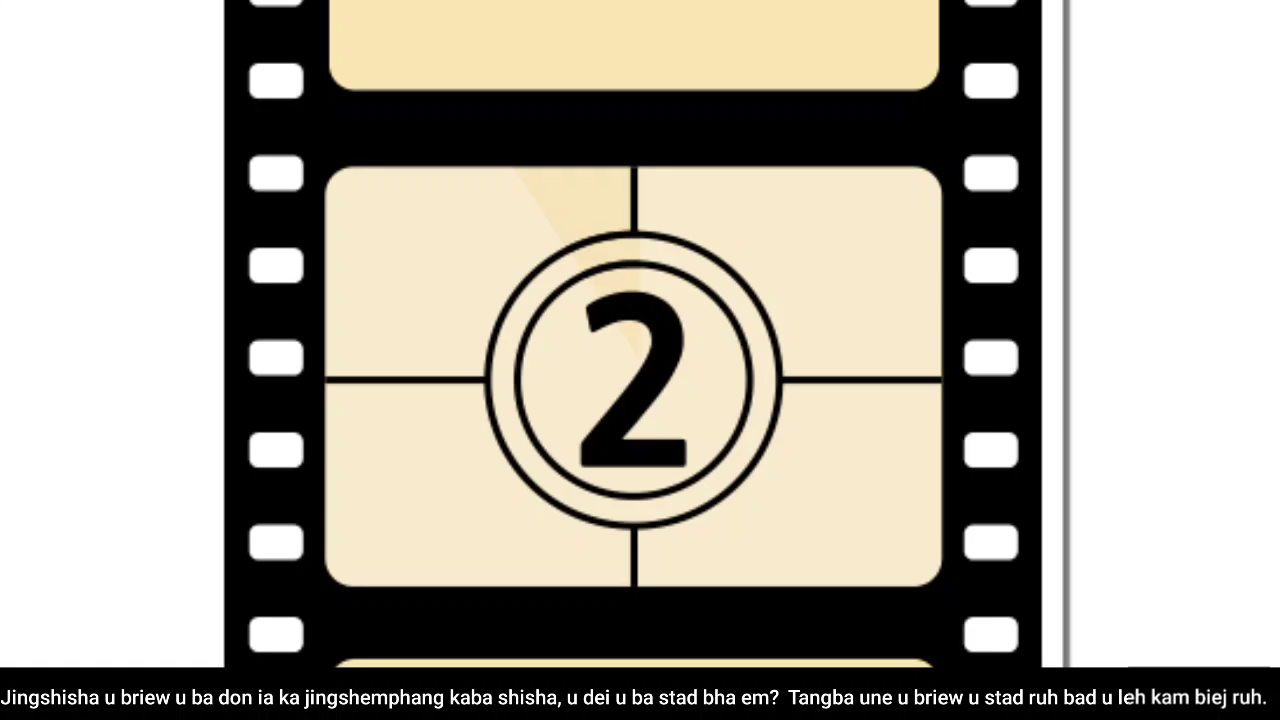 2
Jingshisha u briew u ba don ia ka jingshemphang kaba shisha, u dei u ba stad bha em?  Tangba une u briew u stad ruh bad u leh kam biej ruh.